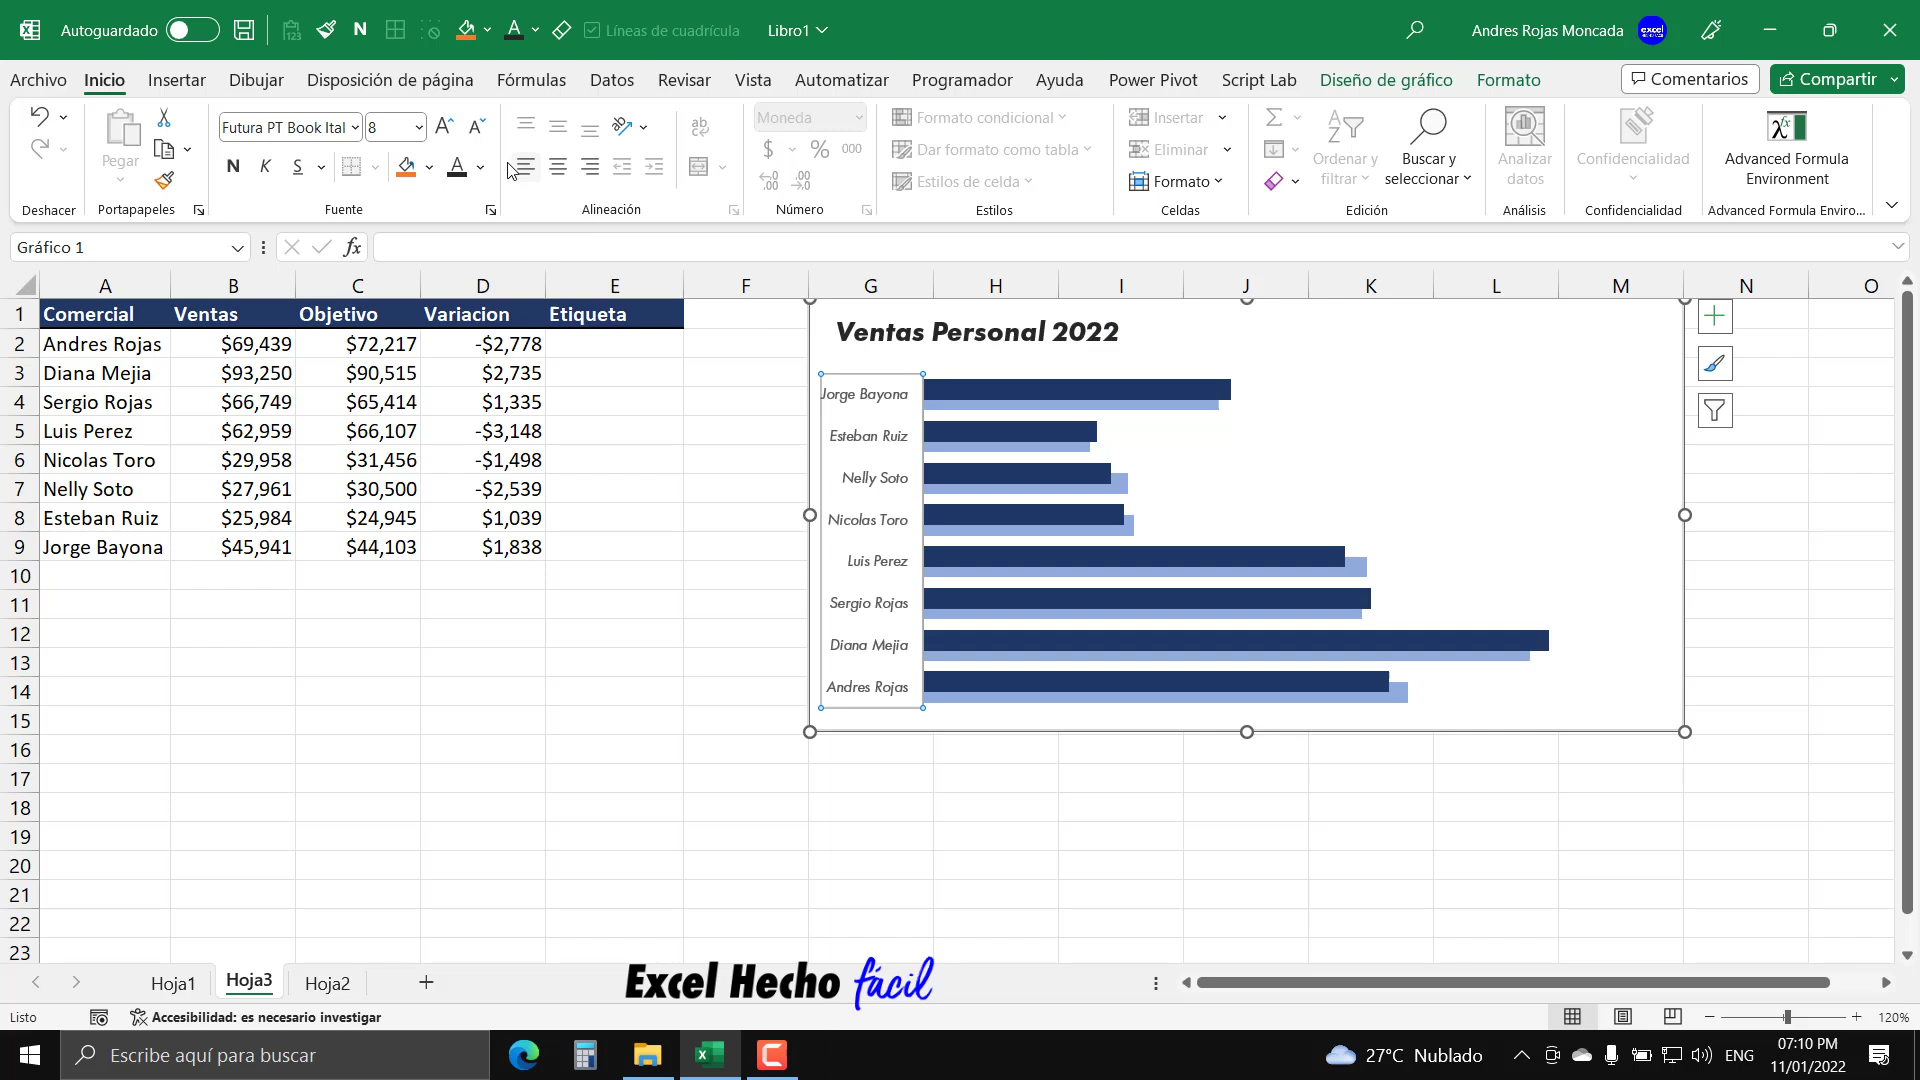 Autoguardado
Líneas de cuadrícula
Libro1
Andres Rojas Moncada
Archivo Inicio Insertar Dibujar Disposición de página Fórmulas Datos Revisar Vista Automatizar Programador Ayuda Power Pivot Script Lab Diseño de gráfico Formato
Comentarios
Compartir
Deshacer
Pegar
Portapapeles
Futura PT Book Ital 8
N K S
Fuente
Alineación
Moneda
$ % 000
Número
Formato condicional
Dar formato como tabla
Estilos de celda
Estilos
Insertar
Eliminar
Formato
Celdas
Ordenar y filtrar
Buscar y seleccionar
Edición
Analizar datos
Análisis
Confidencialidad
Confidencialidad
Advanced Formula Environment
Advanced Formula Enviro...
Gráfico 1
fx
A B C D E F G H I J K L M N O
1 Comercial Ventas Objetivo Variacion Etiqueta
2 Andres Rojas $69,439 $72,217 -$2,778
3 Diana Mejia $93,250 $90,515 $2,735
4 Sergio Rojas $66,749 $65,414 $1,335
5 Luis Perez $62,959 $66,107 -$3,148
6 Nicolas Toro $29,958 $31,456 -$1,498
7 Nelly Soto $27,961 $30,500 -$2,539
8 Esteban Ruiz $25,984 $24,945 $1,039
9 Jorge Bayona $45,941 $44,103 $1,838
10
11
12
13
14
15
16
17
18
19
20
21
22
23
Ventas Personal 2022
Jorge Bayona
Esteban Ruiz
Nelly Soto
Nicolas Toro
Luis Perez
Sergio Rojas
Diana Mejia
Andres Rojas
Hoja1 Hoja3 Hoja2
Excel Hecho fácil
Listo
Accesibilidad: es necesario investigar
120%
Escribe aquí para buscar
27°C Nublado
ENG
07:10 PM
11/01/2022